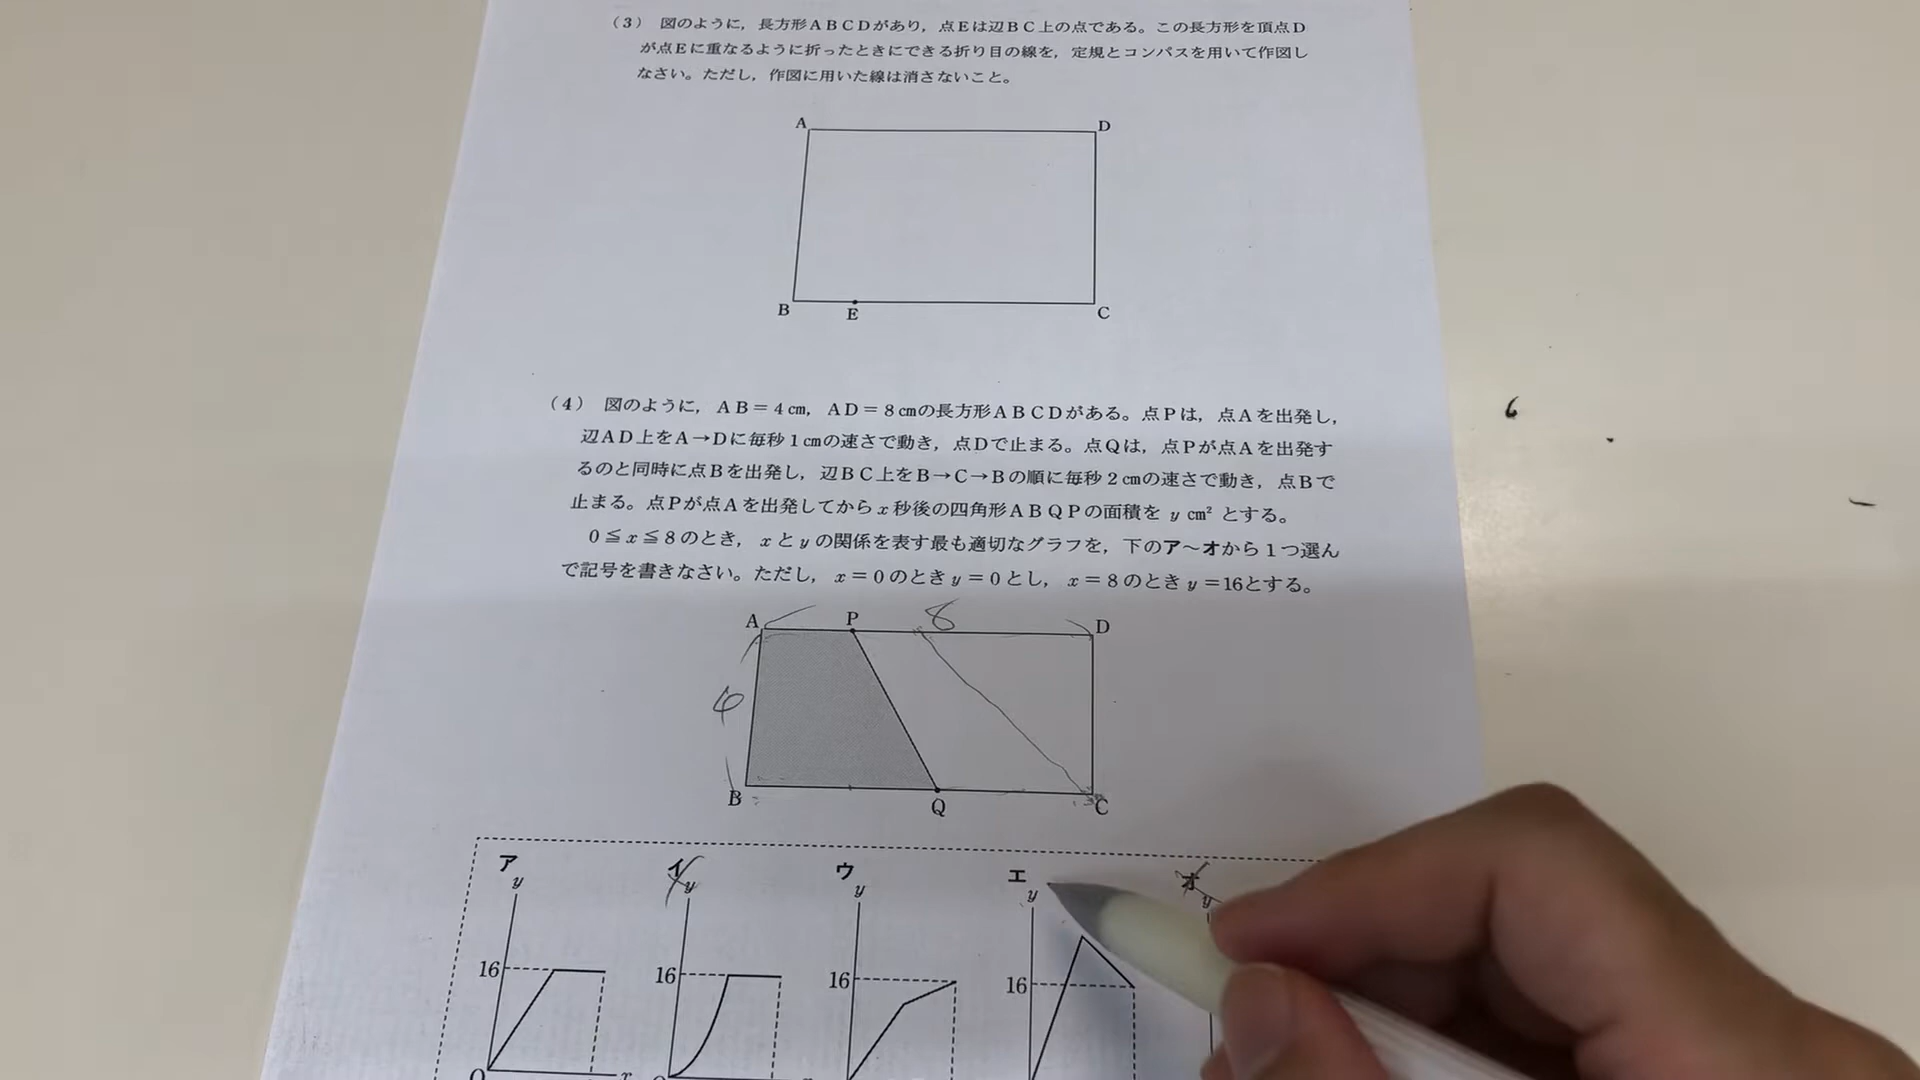 (3) 図のように，長方形ABCDがあり，点Eは辺BC上の点である。この長方形を頂点D
が点Eに重なるように折ったときにできる折り目の線を，定規とコンパスを用いて作図し
なさい。ただし，作図に用いた線は消さないこと。
A
D
B
E
C
(4) 図のように，AB＝4cm，AD＝8cmの長方形ABCDがある。点Pは，点Aを出発し，
辺AD上をA→Dに毎秒1cmの速さで動き，点Dで止まる。点Qは，点Pが点Aを出発す
るのと同時に点Bを出発し，辺BC上をB→C→Bの順に毎秒2cmの速さで動き，点Bで
止まる。点Pが点Aを出発してからx秒後の四角形ABQPの面積をy cm²とする。
0≦x≦8のとき，xとyの関係を表す最も適切なグラフを，下のア～オから1つ選ん
で記号を書きなさい。ただし，x＝0のときy＝0とし，x＝8のときy＝16とする。
A
P
8
D
4
B
Q
C
ア
イ
ウ
エ
オ
y
y
y
y
y
16
16
16
16
O
x